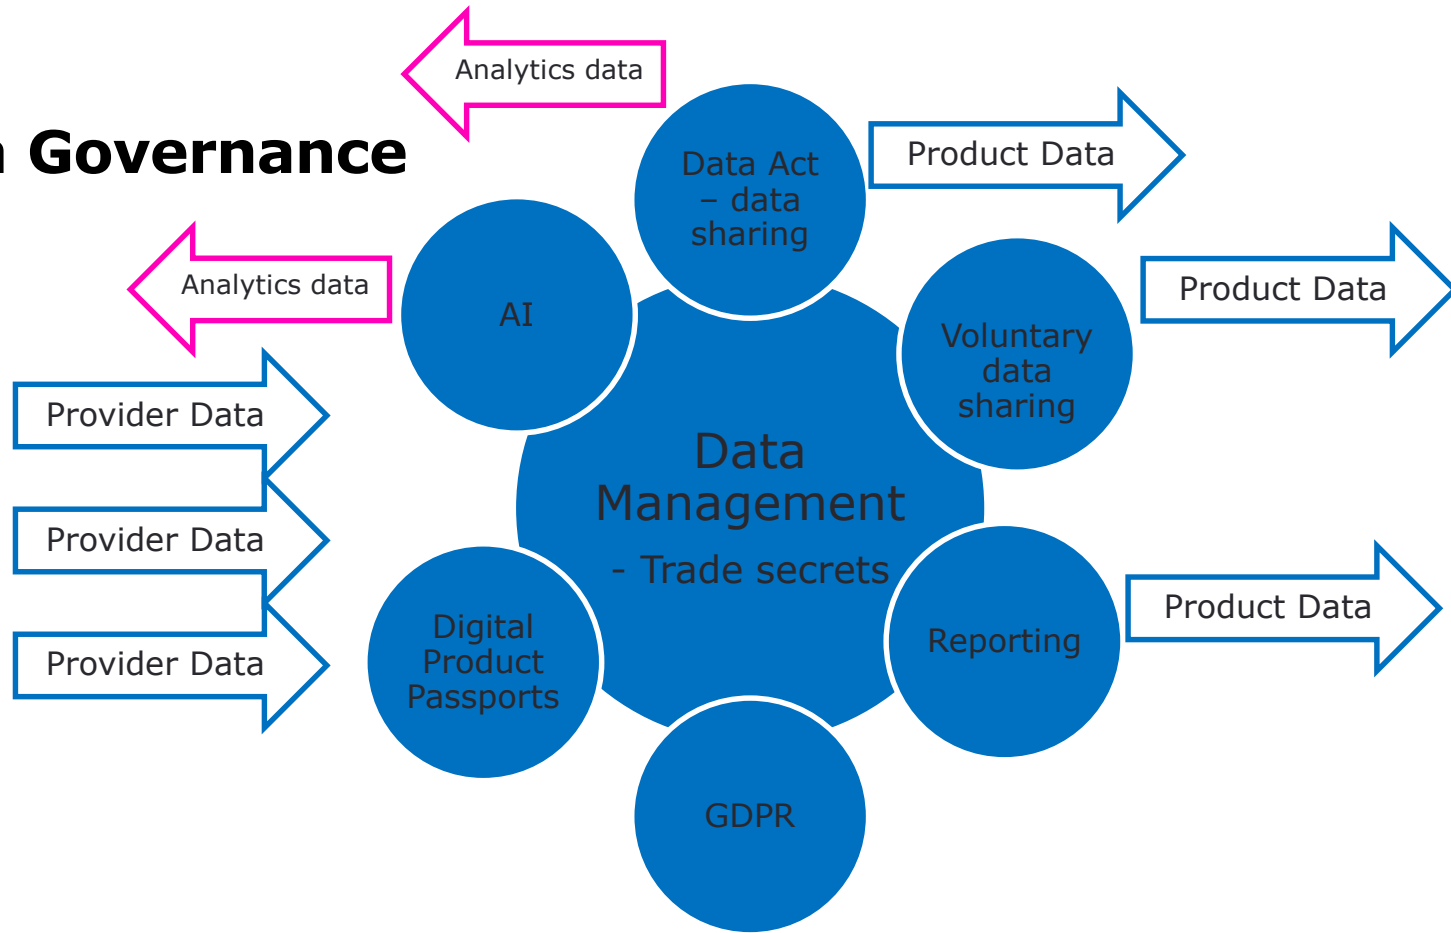 Analytics data
Governance
Data Act
– data
sharing
Product Data
Analytics data
AI
Product Data
Voluntary
data
sharing
Provider Data
Provider Data
Provider Data
Data
Management
- Trade secrets
Digital
Product
Passports
Reporting
Product Data
GDPR